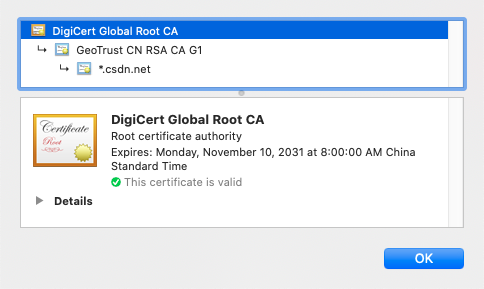 DigiCert Global Root CA
GeoTrust CN RSA CA G1
*.csdn.net
Certificate
Root
DigiCert Global Root CA
Root certificate authority
Expires: Monday, November 10, 2031 at 8:00:00 AM China
Standard Time
This certificate is valid
Details
OK